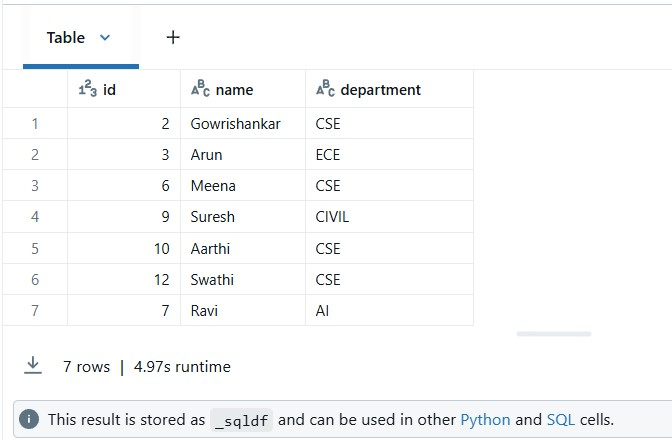 Table +
123 id ABC name ABC department
1 2 Gowrishankar CSE
2 3 Arun ECE
3 6 Meena CSE
4 9 Suresh CIVIL
5 10 Aarthi CSE
6 12 Swathi CSE
7 7 Ravi AI
7 rows | 4.97s runtime
i This result is stored as _sqldf and can be used in other Python and SQL cells.